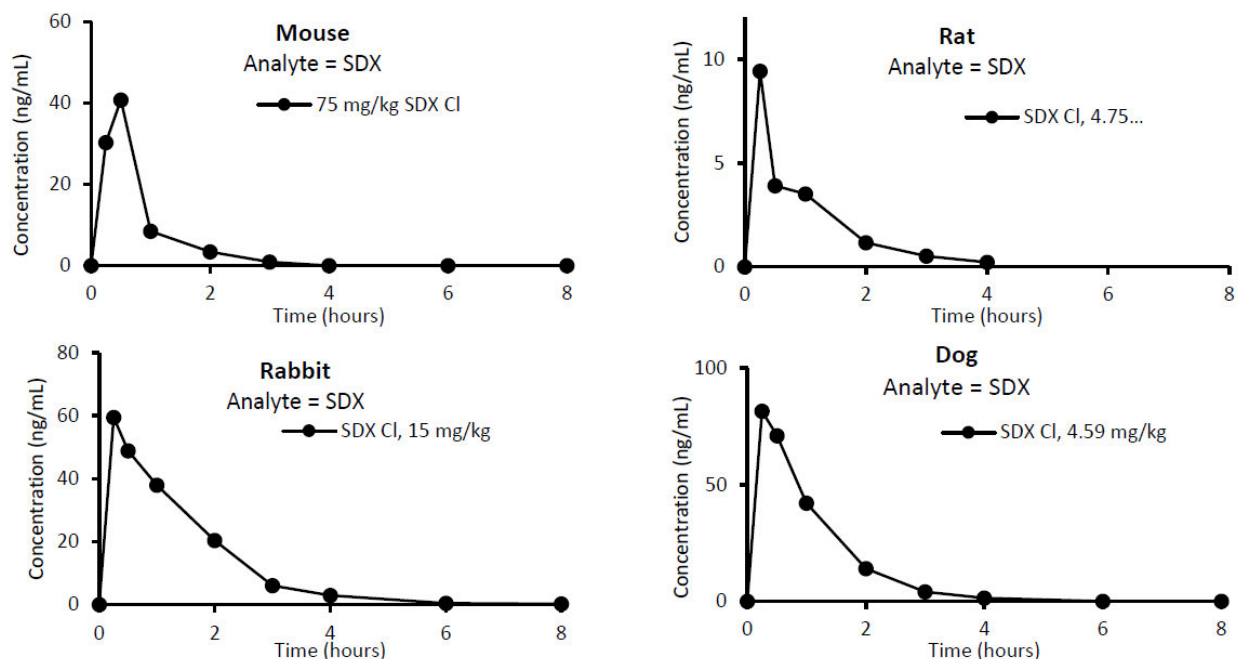 Mouse
Analyte = SDX
75 mg/kg SDX Cl
Concentration (ng/mL)
60
40
20
0
0 2 4 6 8
Time (hours)
Rat
Analyte = SDX
SDX Cl, 4.75...
Concentration (ng/mL)
10
5
0
0 2 4 6 8
Time (hours)
Rabbit
Analyte = SDX
SDX Cl, 15 mg/kg
Concentration (ng/mL)
80
60
40
20
0
0 2 4 6 8
Time (hours)
Dog
Analyte = SDX
SDX Cl, 4.59 mg/kg
Concentration (ng/mL)
100
50
0
0 2 4 6 8
Time (hours)